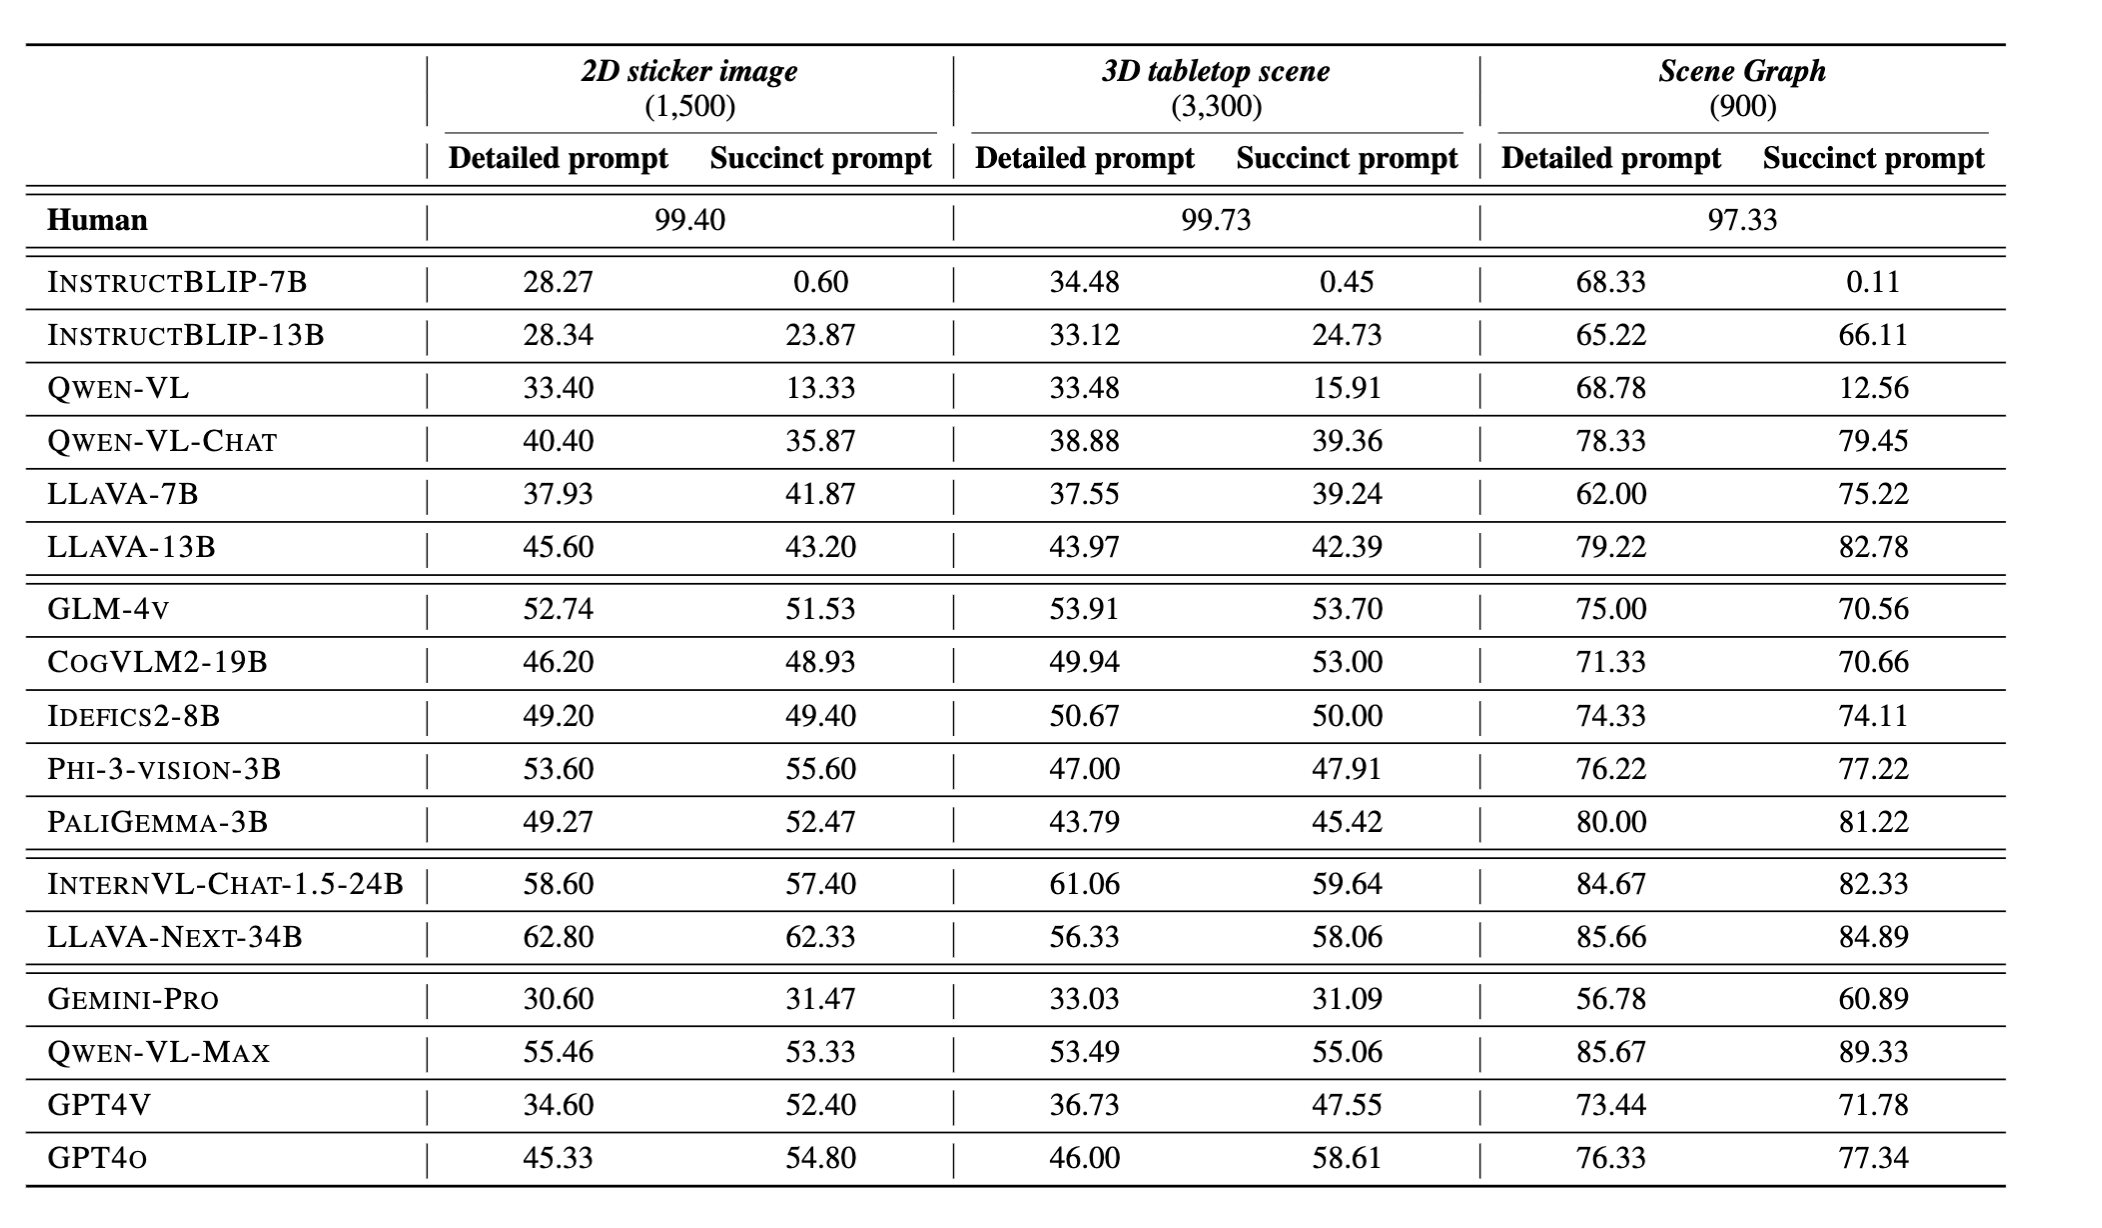 2D sticker image 3D tabletop scene Scene Graph
(1,500) (3,300) (900)
Detailed prompt Succinct prompt Detailed prompt Succinct prompt Detailed prompt Succinct prompt
Human 99.40 99.73 97.33
INSTRUCTBLIP-7B 28.27 0.60 34.48 0.45 68.33 0.11
INSTRUCTBLIP-13B 28.34 23.87 33.12 24.73 65.22 66.11
QWEN-VL 33.40 13.33 33.48 15.91 68.78 12.56
QWEN-VL-CHAT 40.40 35.87 38.88 39.36 78.33 79.45
LLAVA-7B 37.93 41.87 37.55 39.24 62.00 75.22
LLAVA-13B 45.60 43.20 43.97 42.39 79.22 82.78
GLM-4V 52.74 51.53 53.91 53.70 75.00 70.56
COGVLM2-19B 46.20 48.93 49.94 53.00 71.33 70.66
IDEFICS2-8B 49.20 49.40 50.67 50.00 74.33 74.11
PHI-3-VISION-3B 53.60 55.60 47.00 47.91 76.22 77.22
PALIGEMMA-3B 49.27 52.47 43.79 45.42 80.00 81.22
INTERNVL-CHAT-1.5-24B 58.60 57.40 61.06 59.64 84.67 82.33
LLAVA-NEXT-34B 62.80 62.33 56.33 58.06 85.66 84.89
GEMINI-PRO 30.60 31.47 33.03 31.09 56.78 60.89
QWEN-VL-MAX 55.46 53.33 53.49 55.06 85.67 89.33
GPT4V 34.60 52.40 36.73 47.55 73.44 71.78
GPT4O 45.33 54.80 46.00 58.61 76.33 77.34